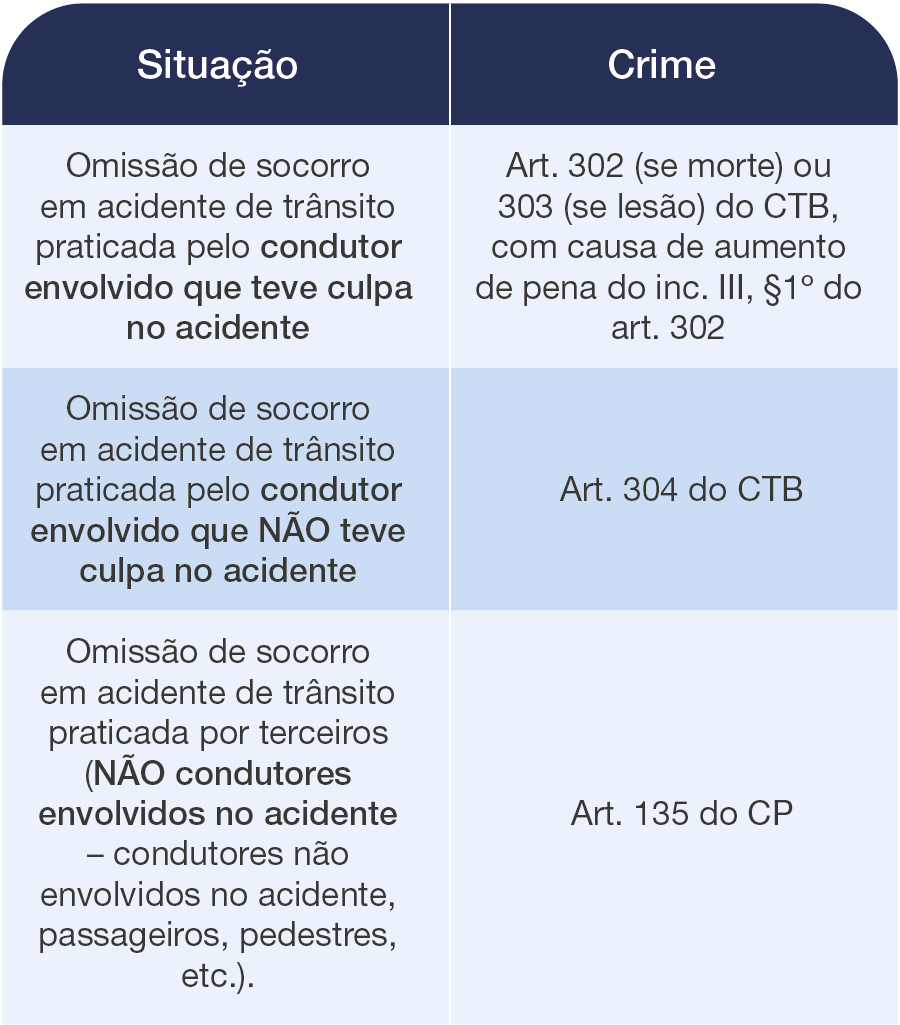 Situação
Crime
Omissão de socorro
em acidente de trânsito
praticada pelo condutor
envolvido que teve culpa
no acidente
Art. 302 (se morte) ou
303 (se lesão) do CTB,
com causa de aumento
de pena do inc. III, §1º do
art. 302
Omissão de socorro
em acidente de trânsito
praticada pelo condutor
envolvido que NÃO teve
culpa no acidente
Art. 304 do CTB
Omissão de socorro
em acidente de trânsito
praticada por terceiros
(NÃO condutores
envolvidos no acidente
– condutores não
envolvidos no acidente,
passageiros, pedestres,
etc.).
Art. 135 do CP